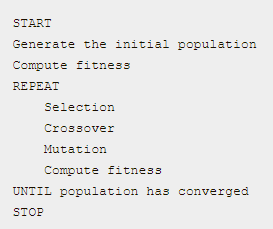 START
Generate the initial population
Compute fitness
REPEAT
    Selection
    Crossover
    Mutation
    Compute fitness
UNTIL population has converged
STOP